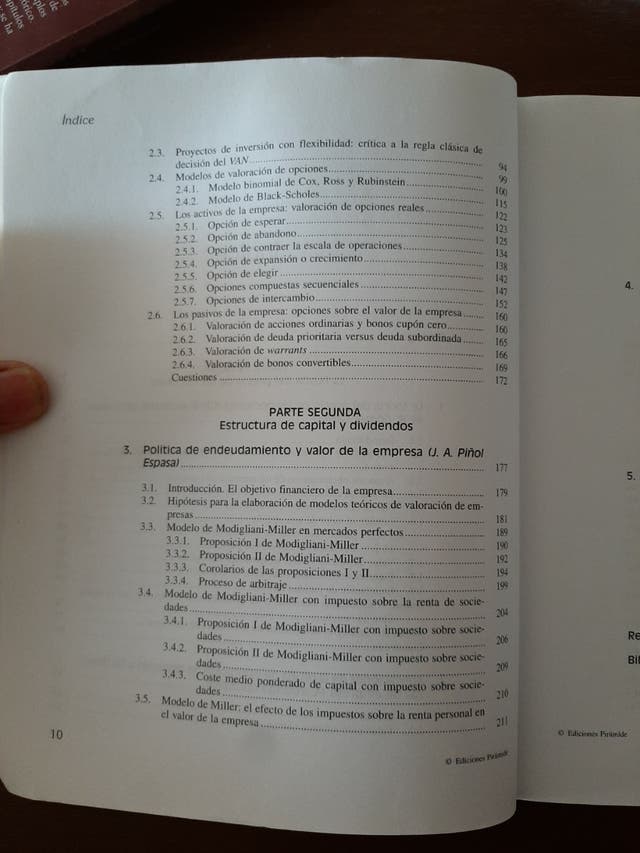 de
plos
pítulos
órico.
se ha
Índice
2.3. Proyectos de inversión con flexibilidad: crítica a la regla clásica de
decisión del VAN 94
2.4. Modelos de valoración de opciones 99
2.4.1. Modelo binomial de Cox, Ross y Rubinstein 100
2.4.2. Modelo de Black-Scholes 115
2.5. Los activos de la empresa: valoración de opciones reales 122
2.5.1. Opción de esperar 123
2.5.2. Opción de abandono 125
2.5.3. Opción de contraer la escala de operaciones 134
2.5.4. Opción de expansión o crecimiento 138
2.5.5. Opción de elegir 142
2.5.6. Opciones compuestas secuenciales 147
2.5.7. Opciones de intercambio 152
2.6. Los pasivos de la empresa: opciones sobre el valor de la empresa 160
2.6.1. Valoración de acciones ordinarias y bonos cupón cero 160
2.6.2. Valoración de deuda prioritaria versus deuda subordinada 165
2.6.3. Valoración de warrants 166
2.6.4. Valoración de bonos convertibles 169
Cuestiones 172
PARTE SEGUNDA
Estructura de capital y dividendos
3. Política de endeudamiento y valor de la empresa (J. A. Piñol
Espasa) 177
3.1. Introducción. El objetivo financiero de la empresa 179
3.2. Hipótesis para la elaboración de modelos teóricos de valoración de em-
presas 181
3.3. Modelo de Modigliani-Miller en mercados perfectos 189
3.3.1. Proposición I de Modigliani-Miller 190
3.3.2. Proposición II de Modigliani-Miller 192
3.3.3. Corolarios de las proposiciones I y II 194
3.3.4. Proceso de arbitraje 199
3.4. Modelo de Modigliani-Miller con impuesto sobre la renta de socie-
dades 204
3.4.1. Proposición I de Modigliani-Miller con impuesto sobre socie-
dades 206
3.4.2. Proposición II de Modigliani-Miller con impuesto sobre socie-
dades 209
3.4.3. Coste medio ponderado de capital con impuesto sobre socie-
dades 210
3.5. Modelo de Miller: el efecto de los impuestos sobre la renta personal en
el valor de la empresa 211
10
© Ediciones Pirámide
4.
5.
Re
Bi
© Ediciones Pirámide